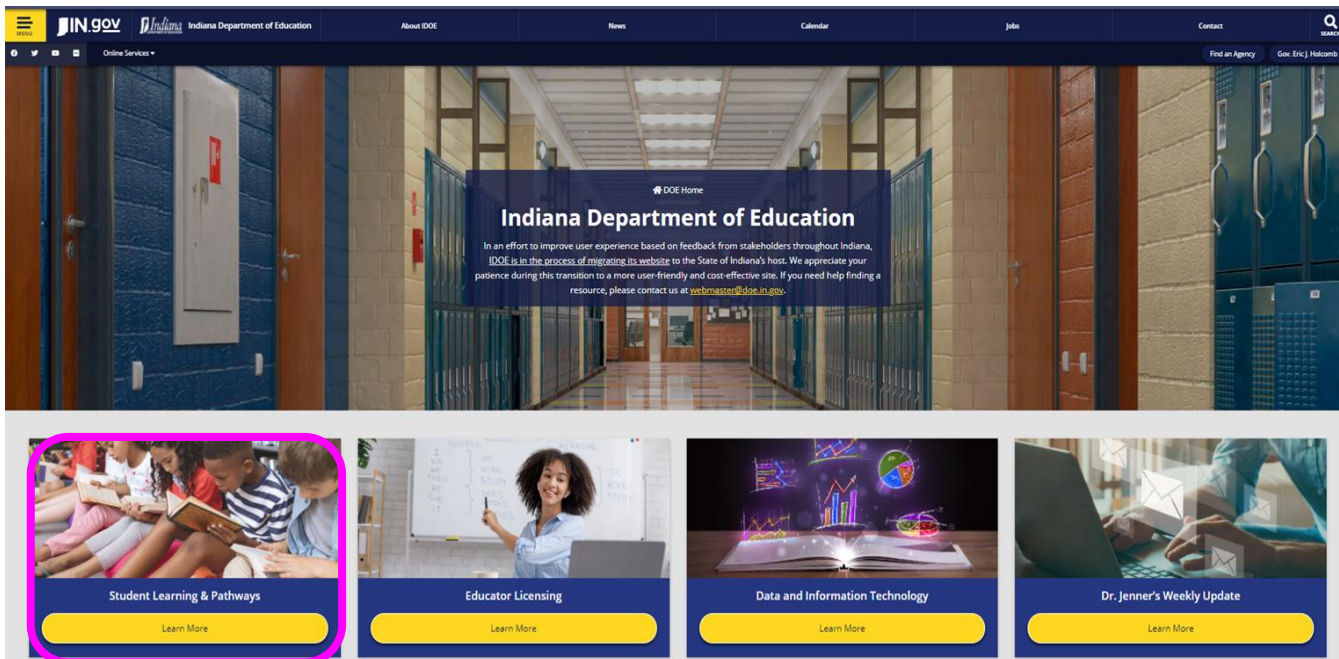 MENU
IN.gov
Indiana
Indiana Department of Education
About IDOE
News
Calendar
Jobs
Contact
SEARCH
Online Services
Find an Agency
Gov. Eric J. Holcomb
DOE Home
Indiana Department of Education
In an effort to improve user experience based on feedback from stakeholders throughout Indiana,
IDOE is in the process of migrating its website to the State of Indiana's host. We appreciate your
patience during this transition to a more user-friendly and cost-effective site. If you need help finding a
resource, please contact us at webmaster@doe.in.gov.
Student Learning & Pathways
Learn More
Educator Licensing
Learn More
Data and Information Technology
Learn More
Dr. Jenner's Weekly Update
Learn More